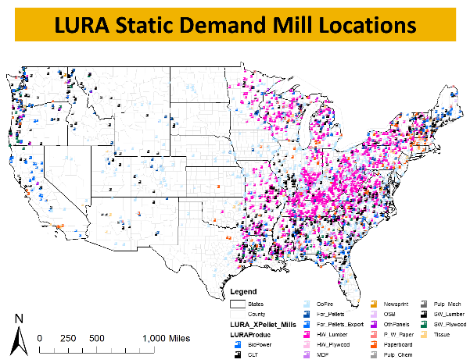 LURA Static Demand Mill Locations
Legend
States
County
LURA_XPellet_Mills
LURAProduc
BioPower
CLT
CoFire
For_Pellets
For_Pellets_Export
HW_Lumber
HW_Plywood
MDF
Newsprint
OSB
OthPanels
P_W_Paper
Paperboard
Pulp_Chem
Pulp_Mech
SW_Lumber
SW_Plywood
Tissue
N
0 250 500 1,000 Miles